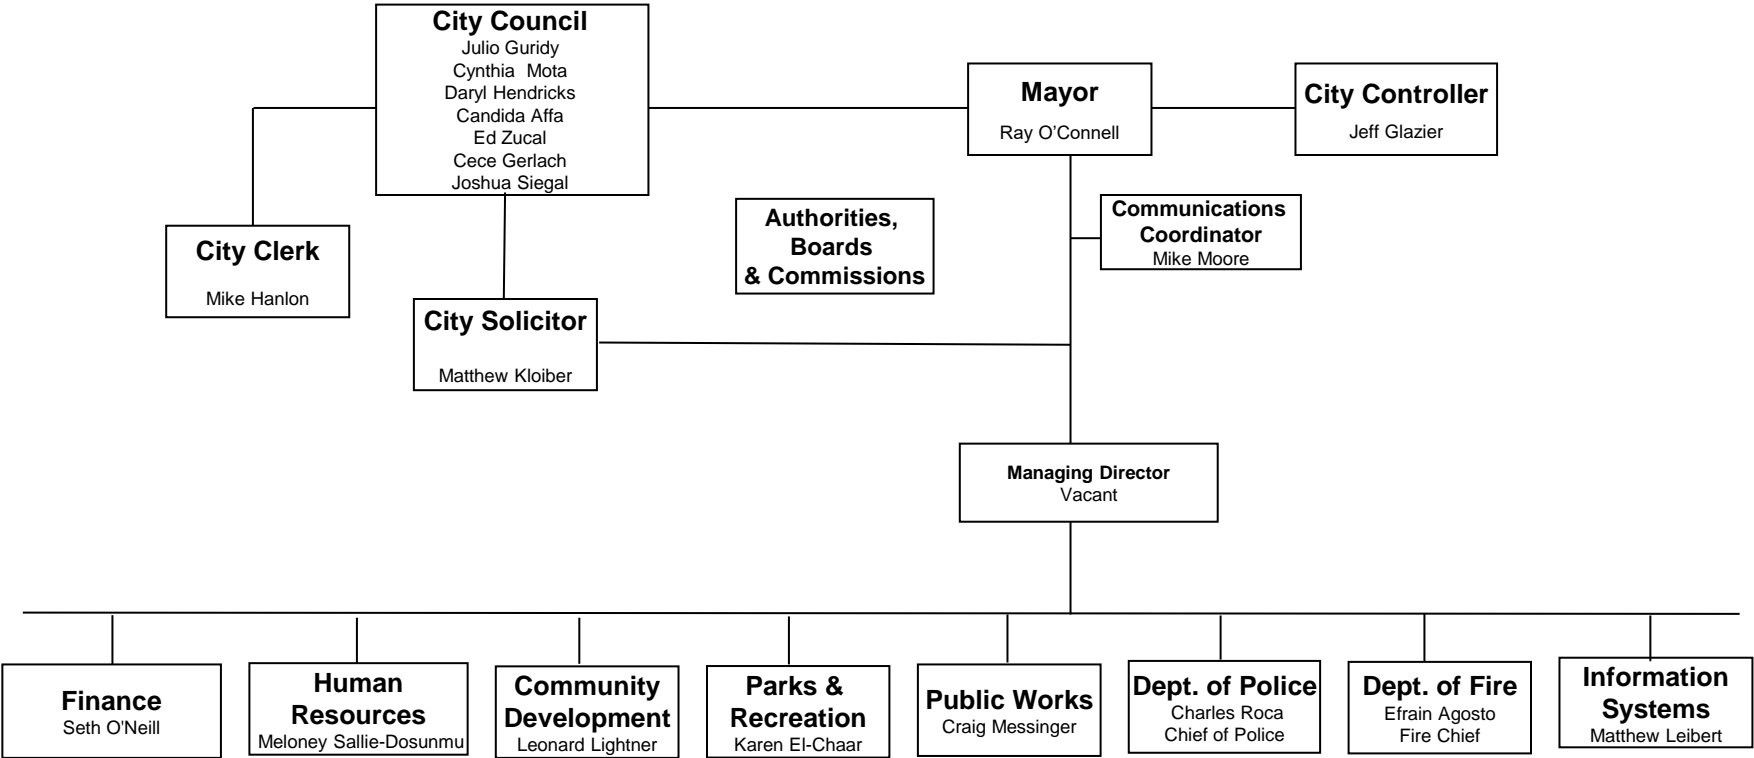 City Council
Julio Guridy
Cynthia  Mota
Daryl Hendricks
Candida Affa
Ed Zucal
Cece Gerlach
Joshua Siegal
Mayor
Ray O’Connell
City Controller
Jeff Glazier
City Clerk
Mike Hanlon
Authorities,
Boards
& Commissions
Communications
Coordinator
Mike Moore
City Solicitor
Matthew Kloiber
Managing Director
Vacant
Finance
Seth O'Neill
Human
Resources
Meloney Sallie-Dosunmu
Community
Development
Leonard Lightner
Parks &
Recreation
Karen El-Chaar
Public Works
Craig Messinger
Dept. of Police
Charles Roca
Chief of Police
Dept. of Fire
Efrain Agosto
Fire Chief
Information
Systems
Matthew Leibert